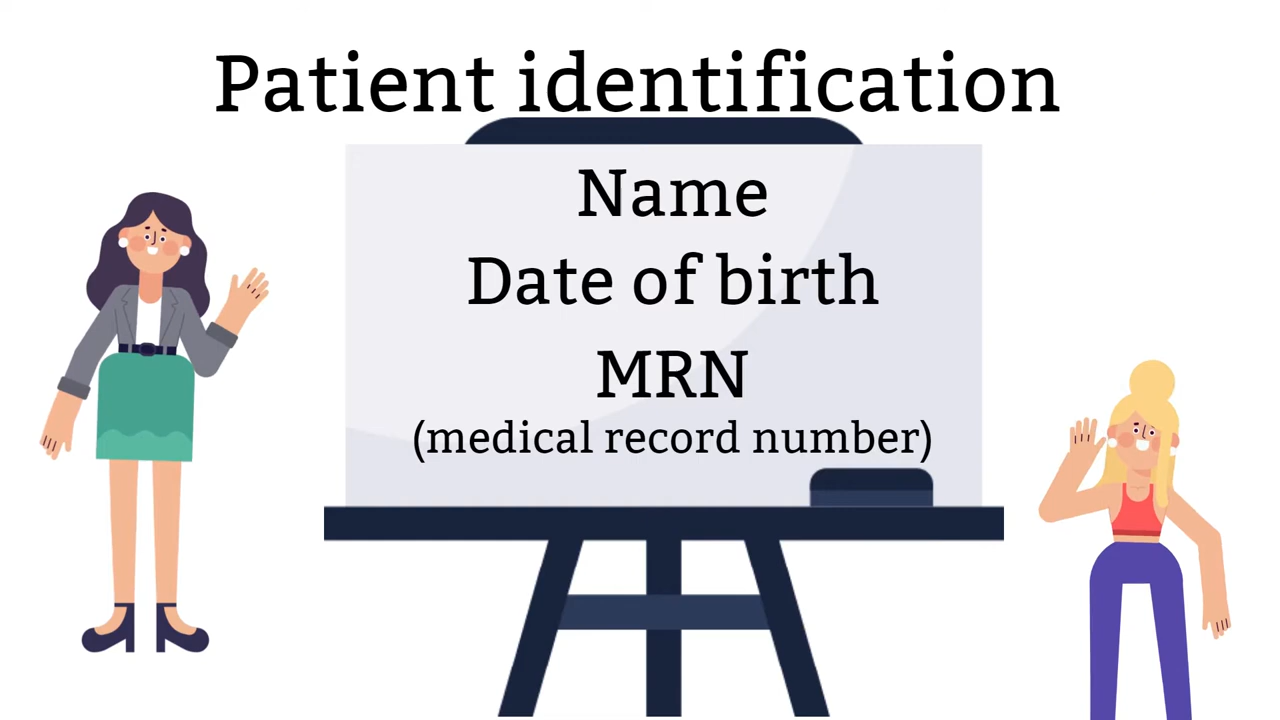 Patient identification
Name
Date of birth
MRN
(medical record number)